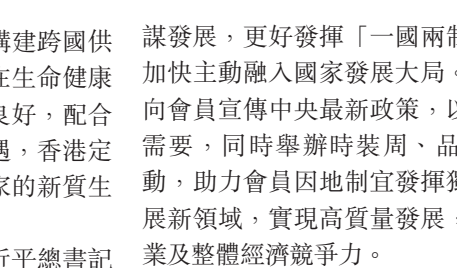 構建跨國供
在生命健康
良好，配合
遇，香港定
家的新質生
近平總書記
謀發展，更好發揮「一國兩制
加快主動融入國家發展大局。
向會員宣傳中央最新政策，以
需要，同時舉辦時裝周、品
動，助力會員因地制宜發揮獨
展新領域，實現高質量發展，
業及整體經濟競爭力。